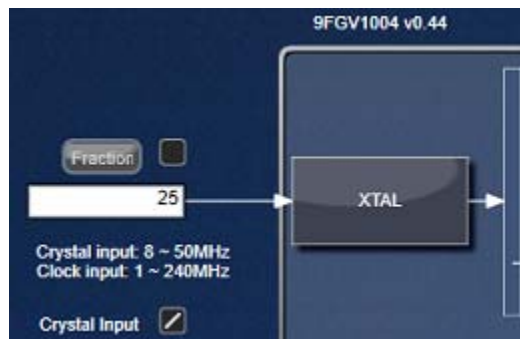 9FGV1004 v0.44
Fraction
25
XTAL
Crystal input: 8 ~ 50MHz
Clock input: 1 ~ 240MHz
Crystal Input